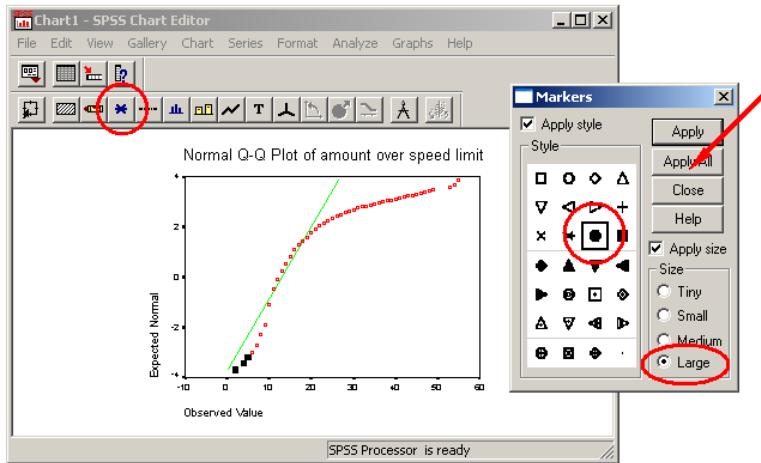 Chart1 - SPSS Chart Editor
File Edit View Gallery Chart Series Format Analyze Graphs Help
T
Normal Q-Q Plot of amount over speed limit
4
2
0
-2
-4
Expected Normal
-10 0 10 20 30 40 50 60
Observed Value
SPSS Processor is ready
Markers
Apply style
Style
Apply
Apply All
Close
Help
Apply size
Size
Tiny
Small
Medium
Large